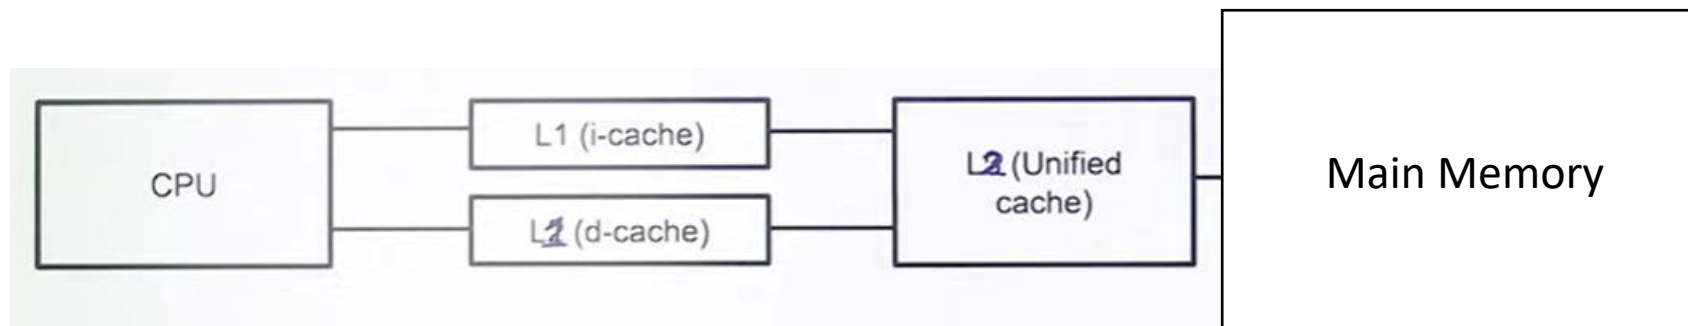 CPU
L1 (i-cache)
L1 (d-cache)
L2 (Unified
cache)
Main Memory